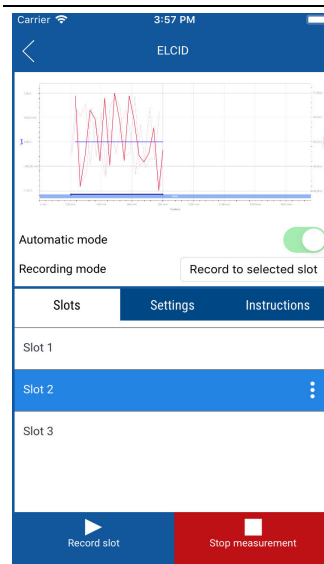 Carrier 3:57 PM
ELCID
Automatic mode
Recording mode Record to selected slot
Slots Settings Instructions
Slot 1
Slot 2
Slot 3
Record slot Stop measurement